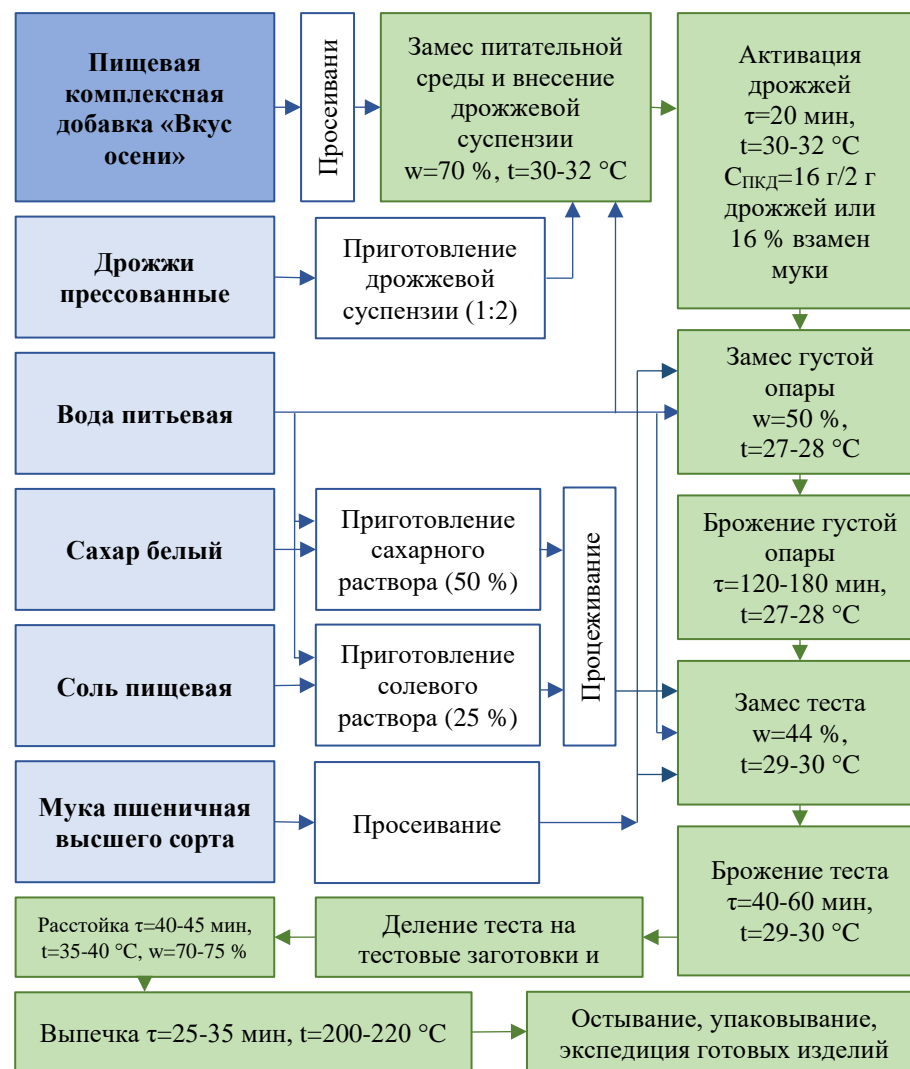 Пищевая
комплексная
добавка «Вкус
осени»
Просеивани
Замес питательной
среды и внесение
дрожжевой
суспензии
w=70 %, t=30-32 °С
Активация
дрожжей
τ=20 мин,
t=30-32 °С
СПКД=16 г/2 г
дрожжей или
16 % взамен
муки
Дрожжи
прессованные
Приготовление
дрожжевой
суспензии (1:2)
Вода питьевая
Замес густой
опары
w=50 %,
t=27-28 °С
Сахар белый
Приготовление
сахарного
раствора (50 %)
Процеживание
Брожение густой
опары
τ=120-180 мин,
t=27-28 °С
Соль пищевая
Приготовление
солевого
раствора (25 %)
Замес теста
w=44 %,
t=29-30 °С
Мука пшеничная
высшего сорта
Просеивание
Брожение теста
τ=40-60 мин,
t=29-30 °С
Расстойка τ=40-45 мин,
t=35-40 °С, w=70-75 %
Деление теста на
тестовые заготовки и
Выпечка τ=25-35 мин, t=200-220 °С
Остывание, упаковывание,
экспедиция готовых изделий